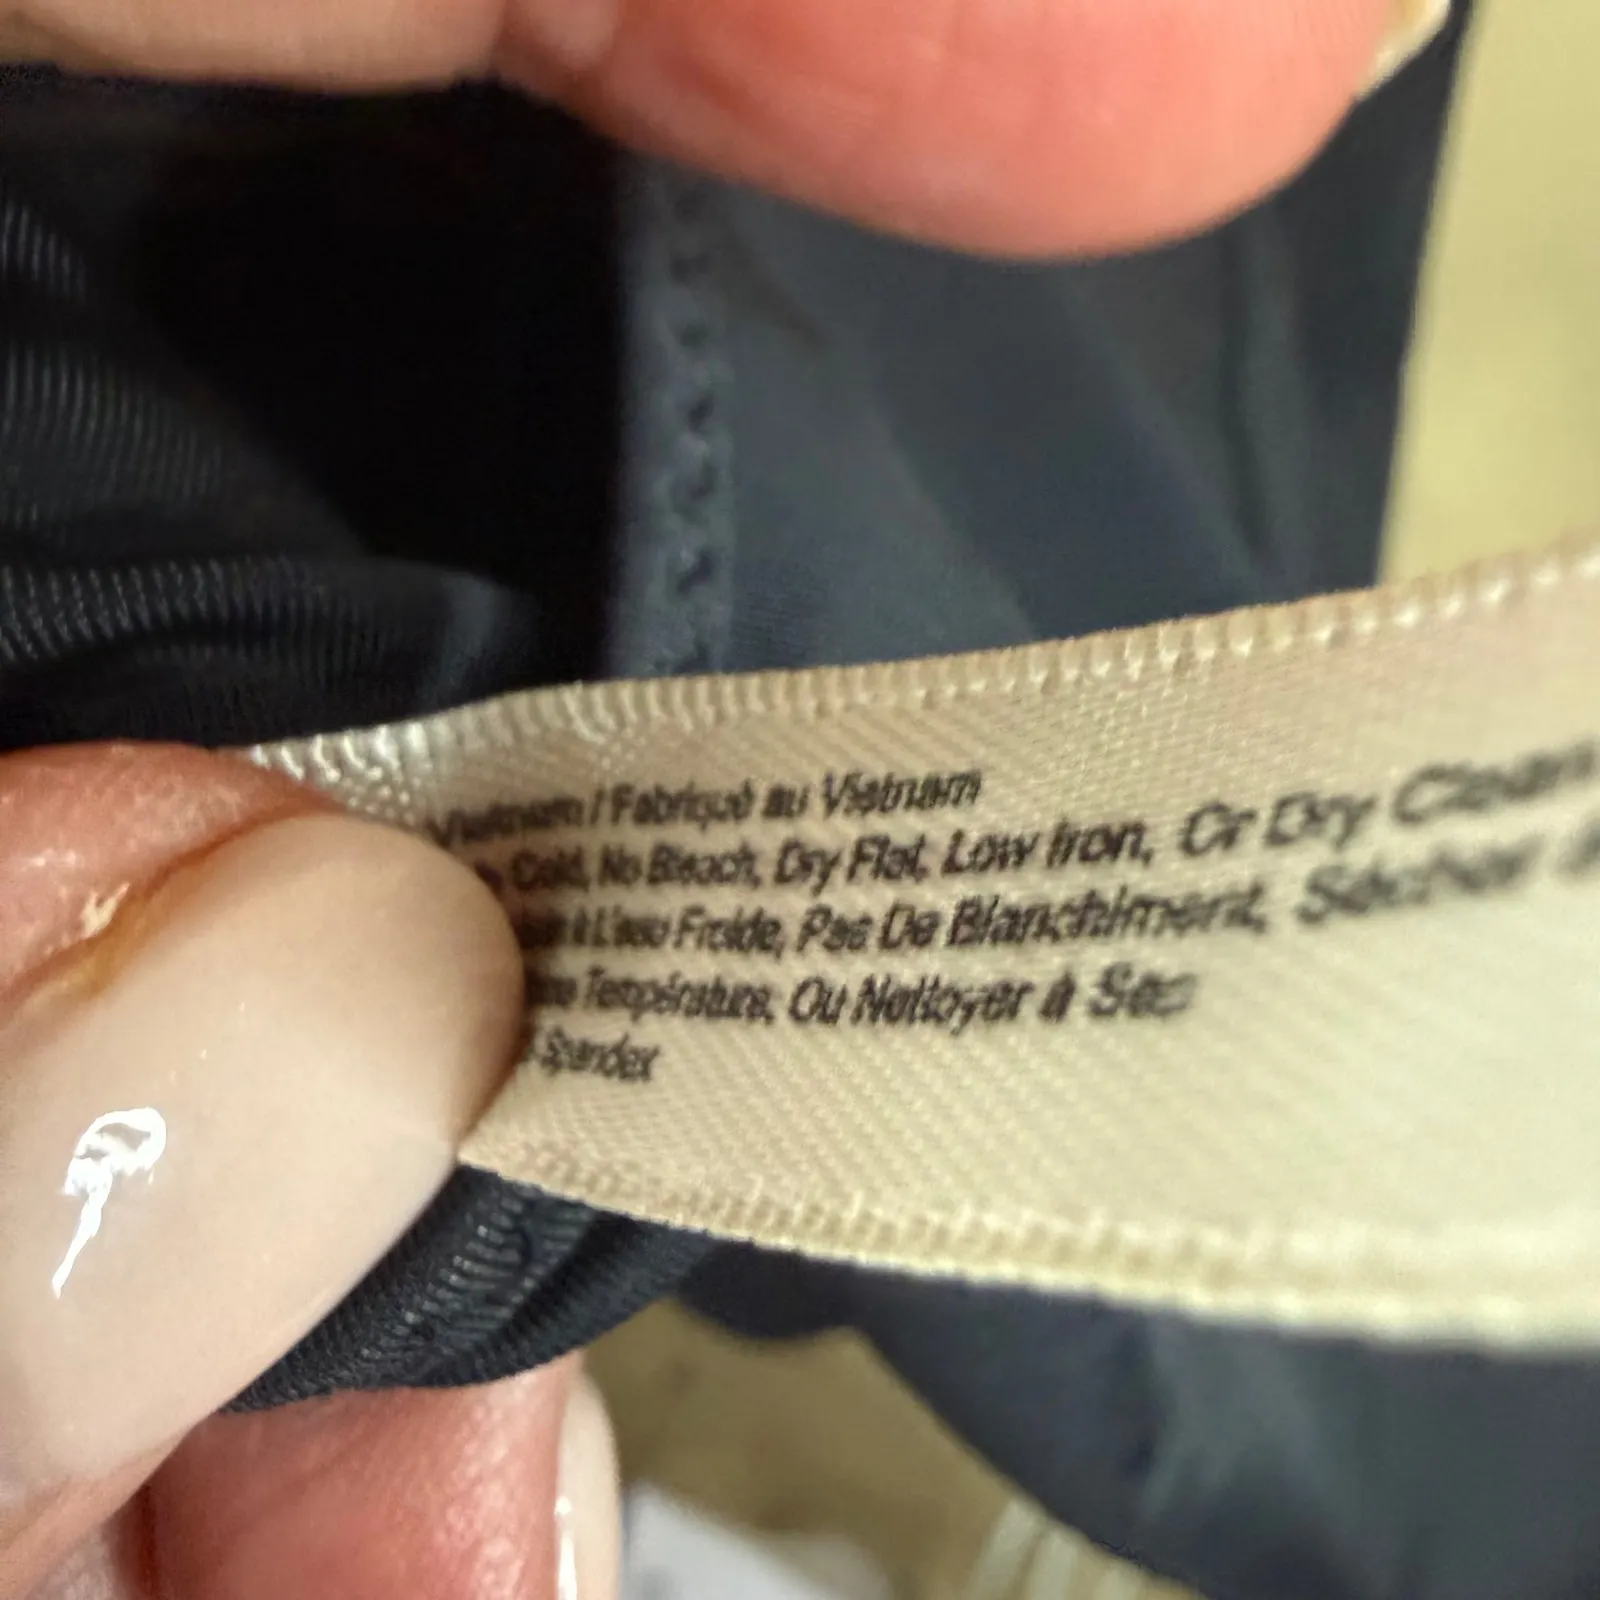 Vietnam / Fabriqué au Vietnam
Cold, No Bleach, Dry Flat, Low Iron, Or Dry Clean
à L'eau Froide, Pas De Blanchiment, Sécher
Température, Ou Nettoyer à Sec
Spandex